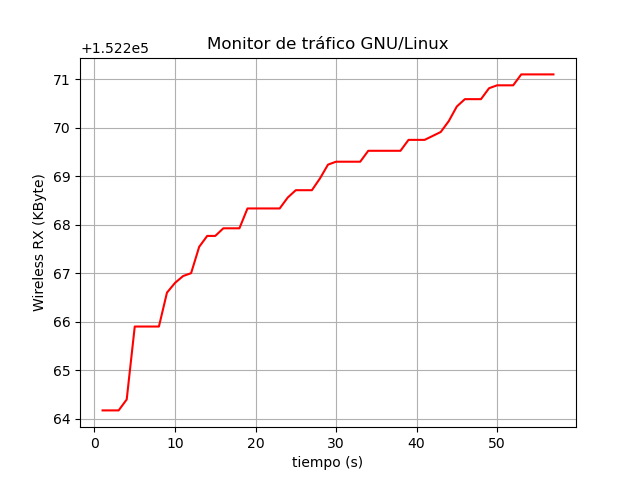 Monitor de tráfico GNU/Linux
+1.522e5
71
70
69
68
67
66
65
64
Wireless RX (KByte)
0 10 20 30 40 50
tiempo (s)